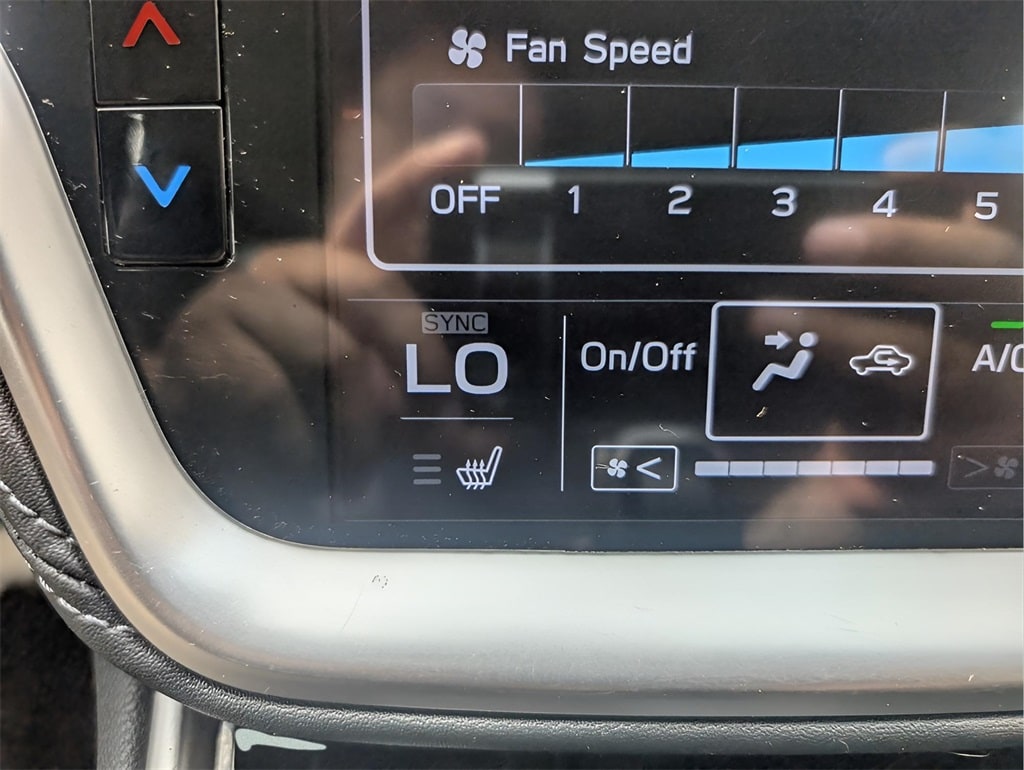 Fan Speed
OFF 1 2 3 4 5
SYNC
LO
On/Off
A/C